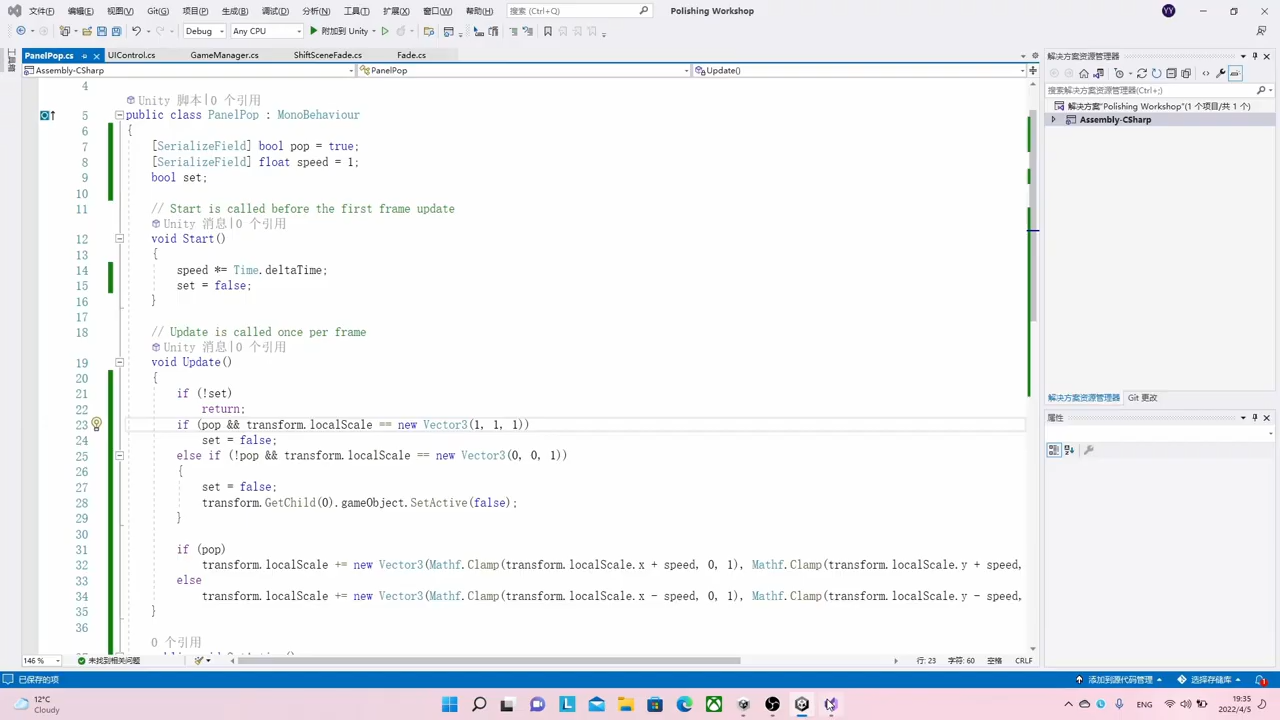 文件(F) 编辑(E) 视图(V) Git(G) 项目(P) 生成(B) 调试(D) 分析(N) 工具(T) 扩展(X) 窗口(W) 帮助(H) 搜索 (Ctrl+Q) Polishing Workshop YY
Debug Any CPU 附加到 Unity
工具箱
PanelPop.cs UIControl.cs GameManager.cs ShiftSceneFade.cs Fade.cs
Assembly-CSharp PanelPop Update()
4
Unity 脚本|0 个引用
5 public class PanelPop : MonoBehaviour
6 {
7 [SerializeField] bool pop = true;
8 [SerializeField] float speed = 1;
9 bool set;
10
11 // Start is called before the first frame update
Unity 消息|0 个引用
12 void Start()
13 {
14 speed *= Time.deltaTime;
15 set = false;
16 }
17
18 // Update is called once per frame
Unity 消息|0 个引用
19 void Update()
20 {
21 if (!set)
22 return;
23 if (pop && transform.localScale == new Vector3(1, 1, 1))
24 set = false;
25 else if (!pop && transform.localScale == new Vector3(0, 0, 1))
26 {
27 set = false;
28 transform.GetChild(0).gameObject.SetActive(false);
29 }
30
31 if (pop)
32 transform.localScale += new Vector3(Mathf.Clamp(transform.localScale.x + speed, 0, 1), Mathf.Clamp(transform.localScale.y + speed,
33 else
34 transform.localScale += new Vector3(Mathf.Clamp(transform.localScale.x - speed, 0, 1), Mathf.Clamp(transform.localScale.y - speed,
35 }
36
0 个引用
146 % 未找到相关问题 行: 23 字符: 60 空格 CRLF
解决方案资源管理器
搜索解决方案资源管理器(Ctrl+;)
解决方案"Polishing Workshop"(1 个项目/共 1 个)
Assembly-CSharp
解决方案资源管理器 Git 更改
属性
已保存的项 添加到源代码管理 选择存储库
12°C
Cloudy
ENG
19:35
2022/4/5